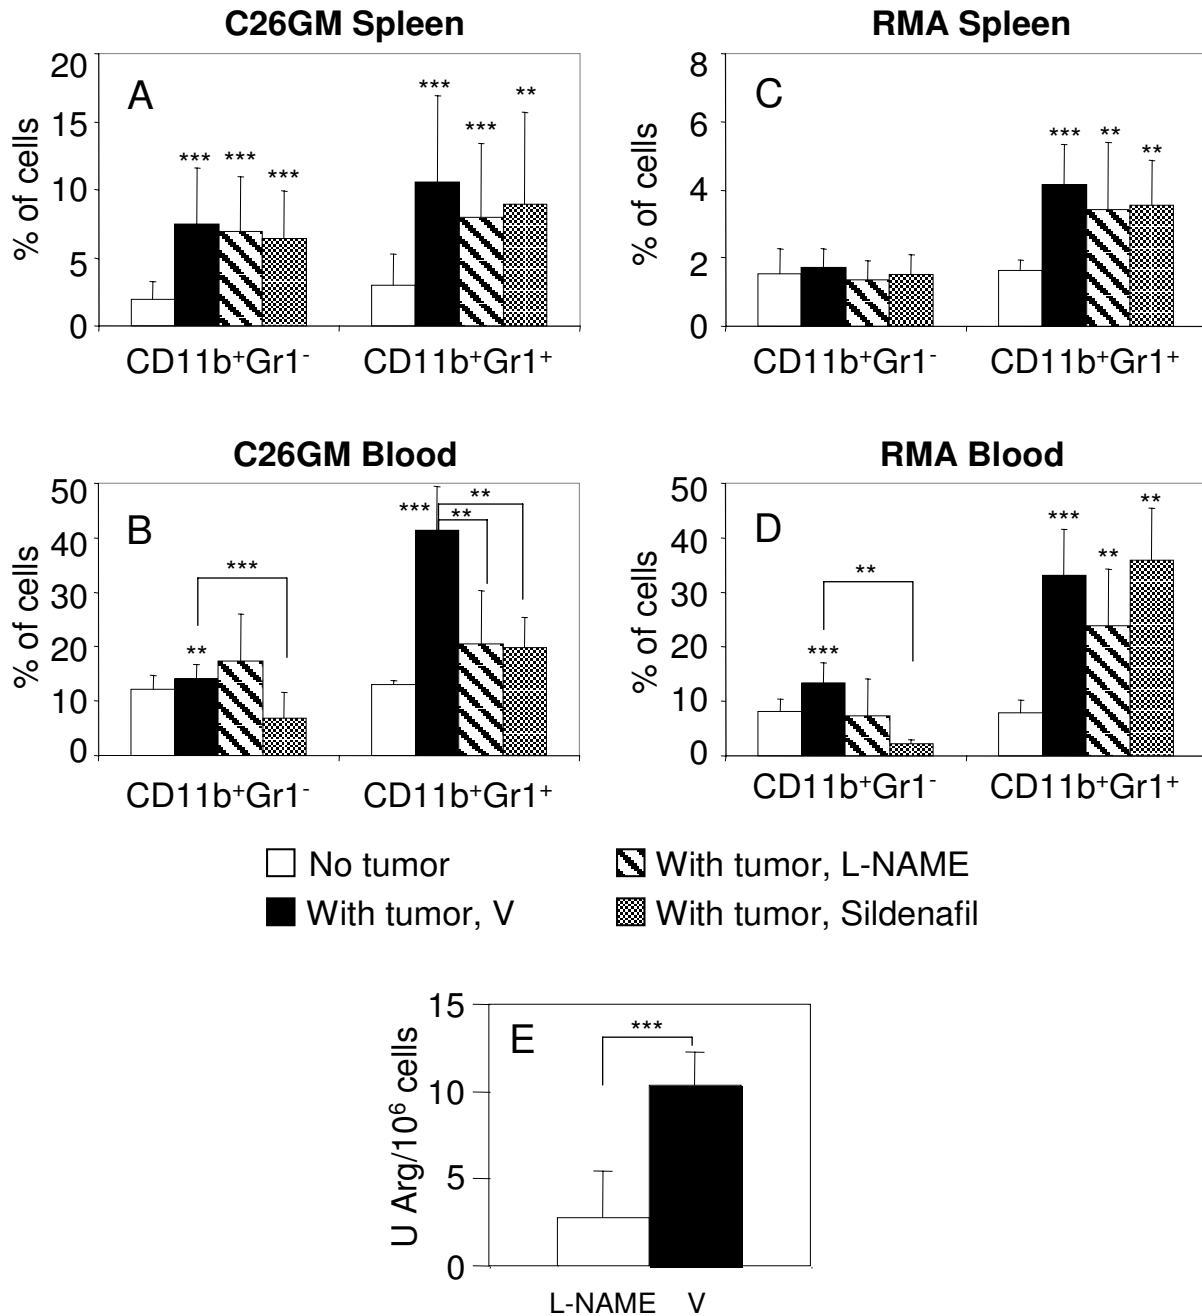 C26GM Spleen
% of cells
20
15
10
5
0
A
***
***
***
***
***
**
CD11b⁺Gr1⁻
CD11b⁺Gr1⁺
RMA Spleen
% of cells
8
6
4
2
0
C
***
**
**
CD11b⁺Gr1⁻
CD11b⁺Gr1⁺
C26GM Blood
% of cells
50
40
30
20
10
0
B
**
***
***
**
**
CD11b⁺Gr1⁻
CD11b⁺Gr1⁺
RMA Blood
% of cells
50
40
30
20
10
0
D
***
**
***
**
**
CD11b⁺Gr1⁻
CD11b⁺Gr1⁺
No tumor
With tumor, L-NAME
With tumor, V
With tumor, Sildenafil
U Arg/10⁶ cells
15
10
5
0
E
***
L-NAME V